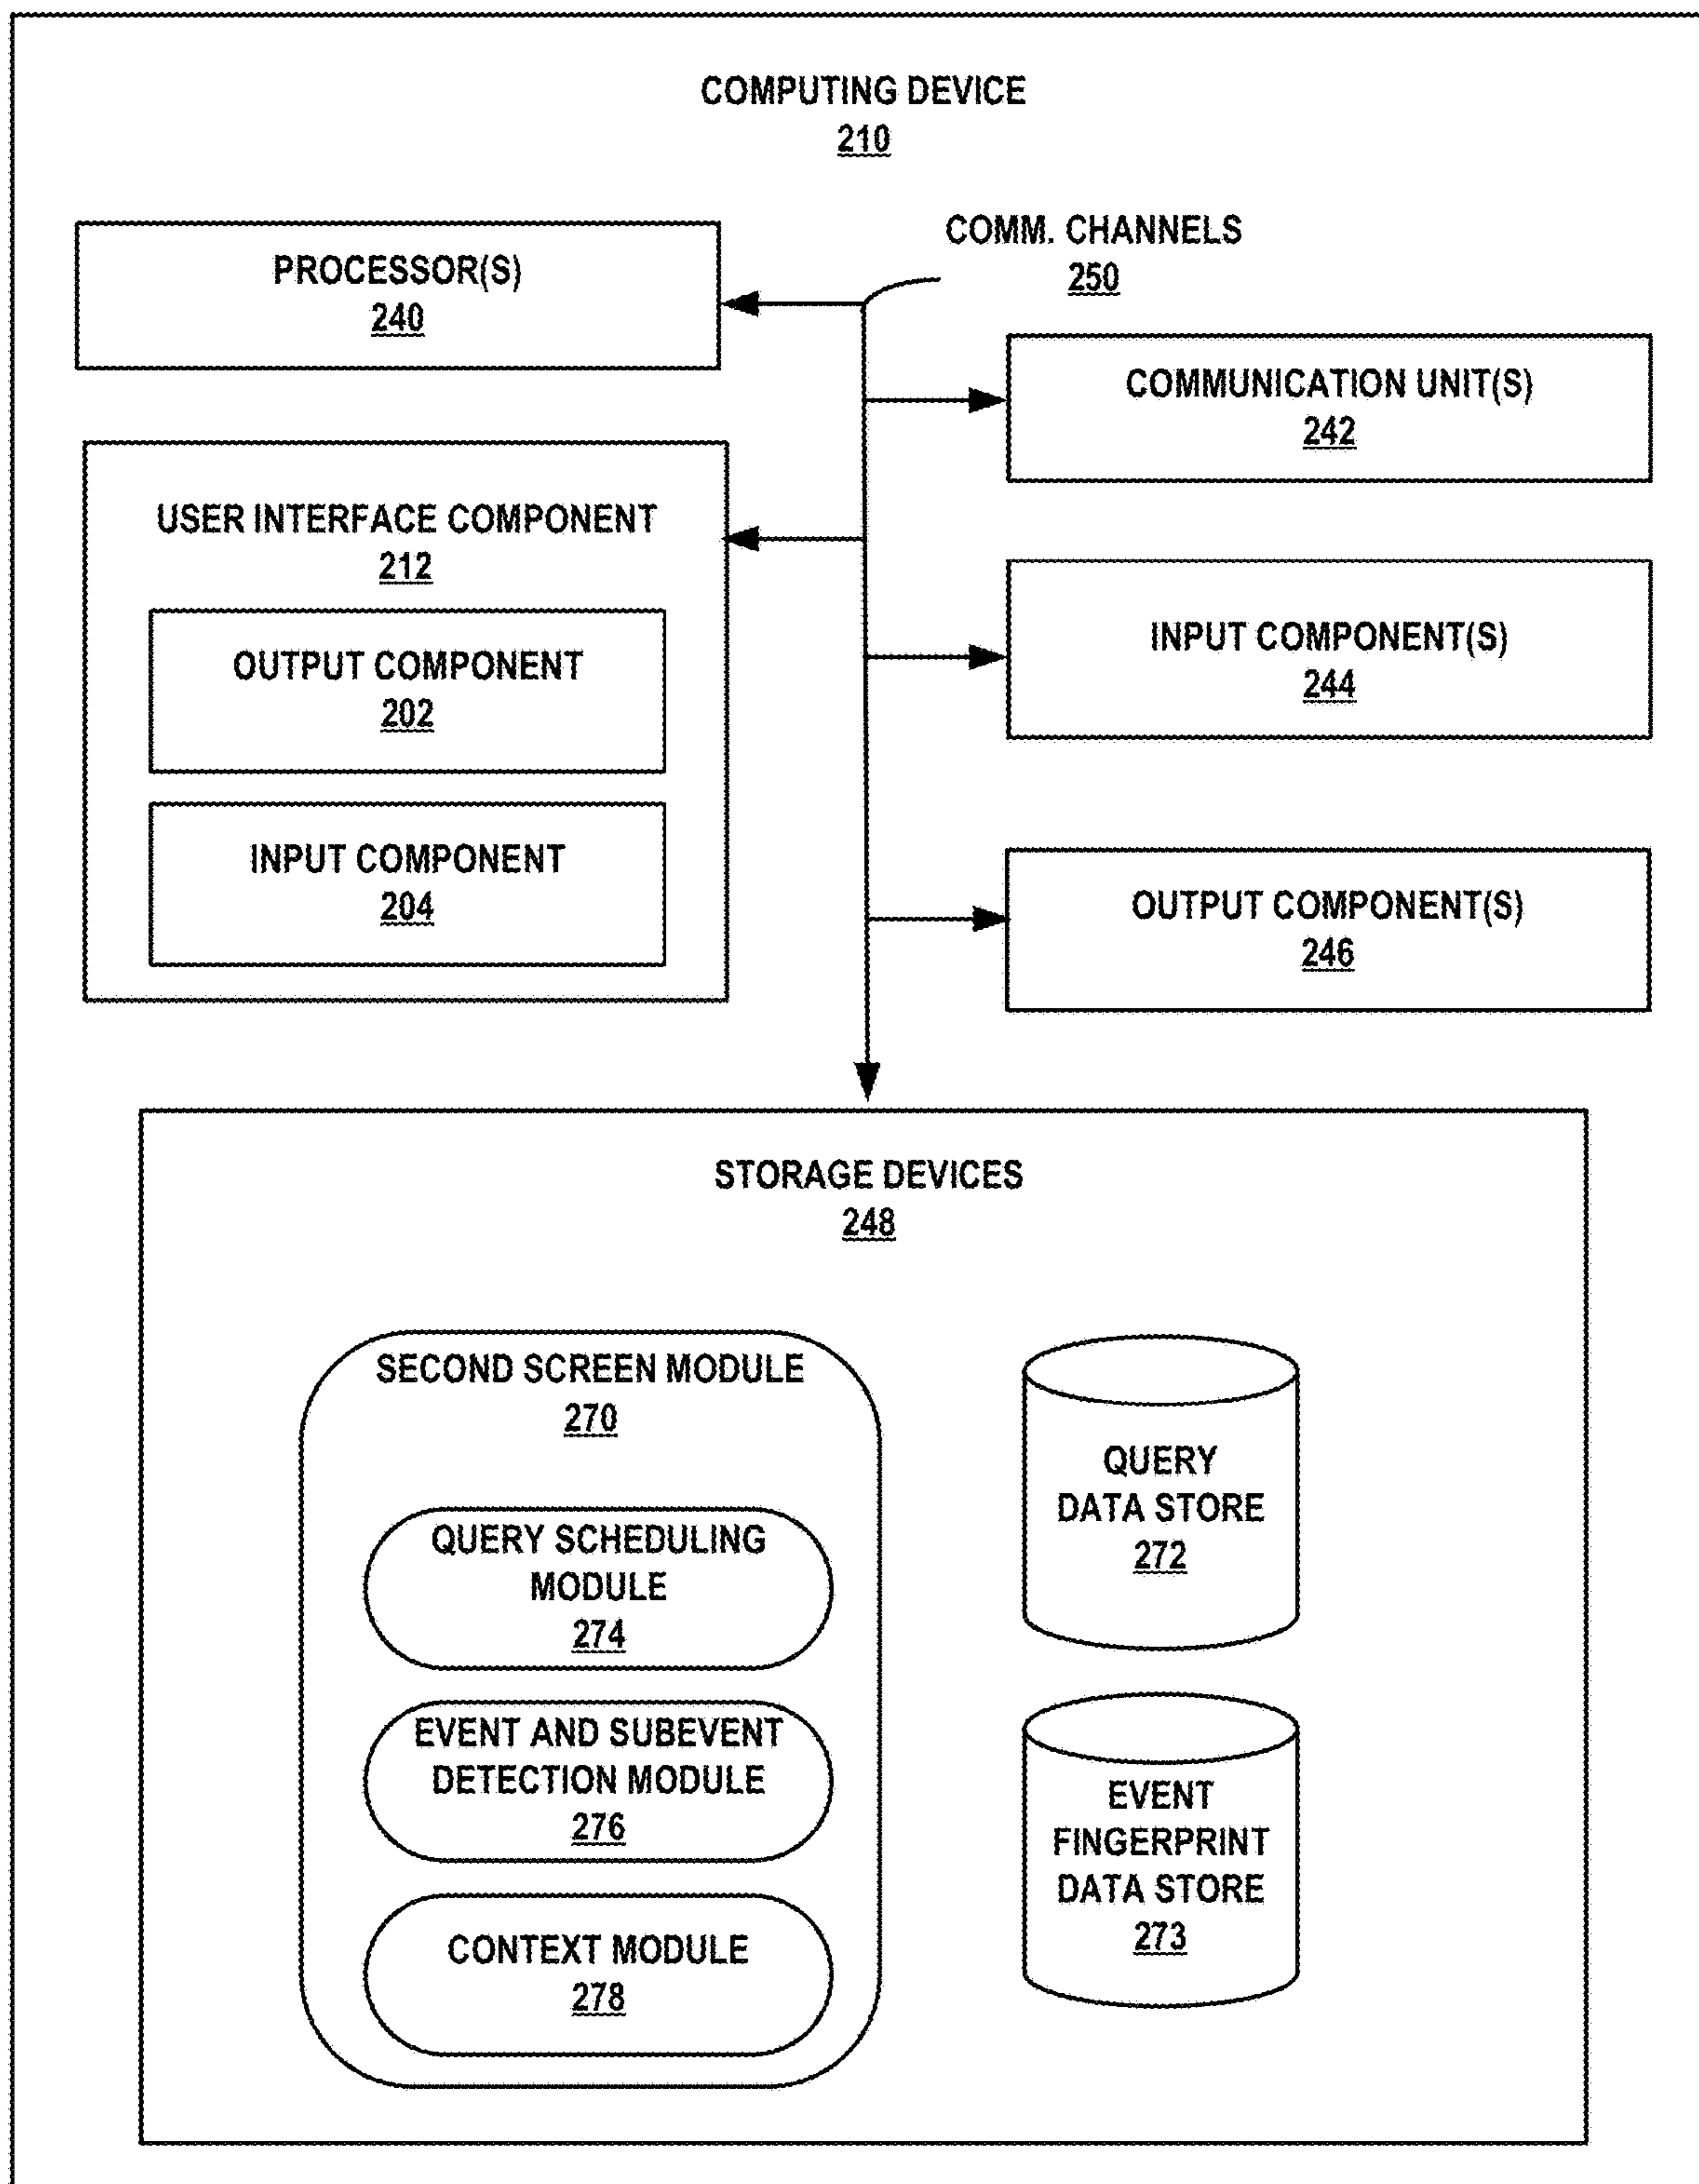 COMPUTING DEVICE
210
COMM. CHANNELS
250
PROCESSOR(S)
240
COMMUNICATION UNIT(S)
242
USER INTERFACE COMPONENT
212
OUTPUT COMPONENT
202
INPUT COMPONENT
204
INPUT COMPONENT(S)
244
OUTPUT COMPONENT(S)
246
STORAGE DEVICES
248
SECOND SCREEN MODULE
270
QUERY SCHEDULING
MODULE
274
EVENT AND SUBEVENT
DETECTION MODULE
276
CONTEXT MODULE
278
QUERY
DATA STORE
272
EVENT
FINGERPRINT
DATA STORE
273